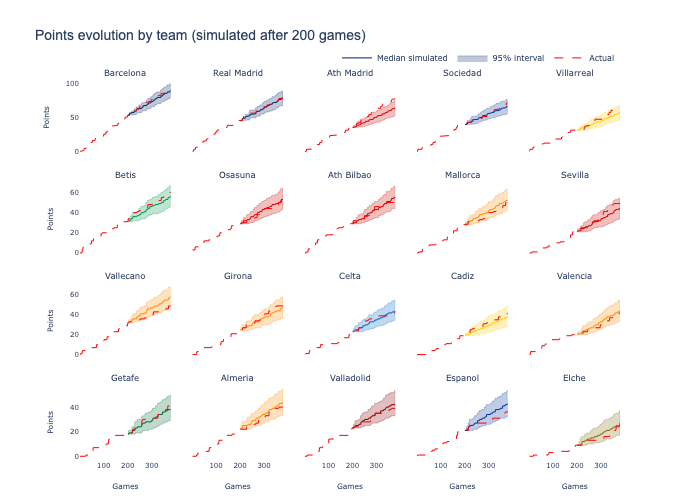 Points evolution by team (simulated after 200 games)
Median simulated 95% interval Actual
Barcelona Real Madrid Ath Madrid Sociedad Villarreal
100
50
0
Points
Betis Osasuna Ath Bilbao Mallorca Sevilla
60
40
20
0
Points
Vallecano Girona Celta Cadiz Valencia
60
40
20
0
Points
Getafe Almeria Valladolid Espanol Elche
40
20
0
Points
100 200 300 100 200 300 100 200 300 100 200 300 100 200 300
Games Games Games Games Games